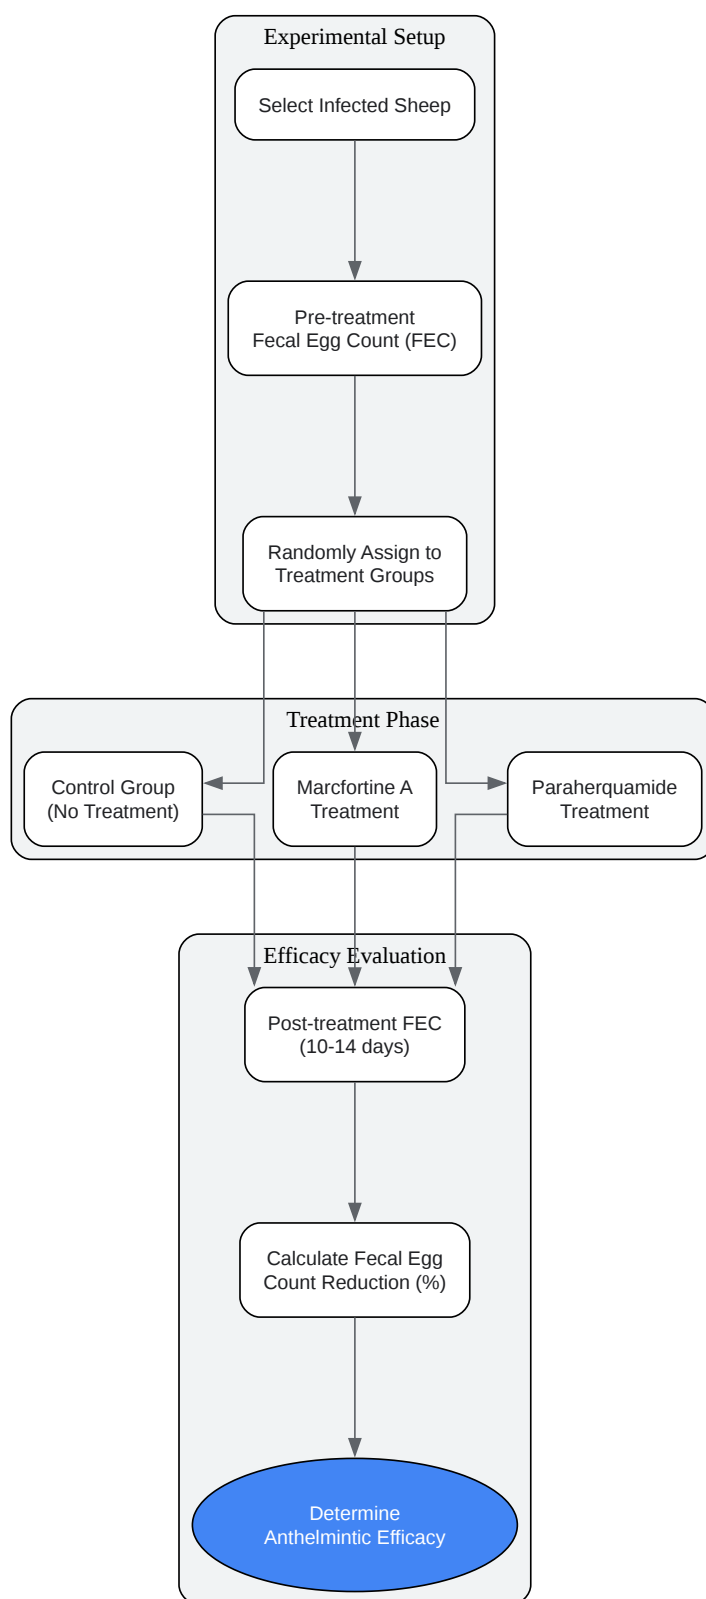 Experimental Setup
Select Infected Sheep
Pre-treatment
Fecal Egg Count (FEC)
Randomly Assign to
Treatment Groups
Treatment Phase
Control Group
(No Treatment)
Marcfortine A
Treatment
Paraherquamide
Treatment
Efficacy Evaluation
Post-treatment FEC
(10-14 days)
Calculate Fecal Egg
Count Reduction (%)
Determine
Anthelmintic Efficacy